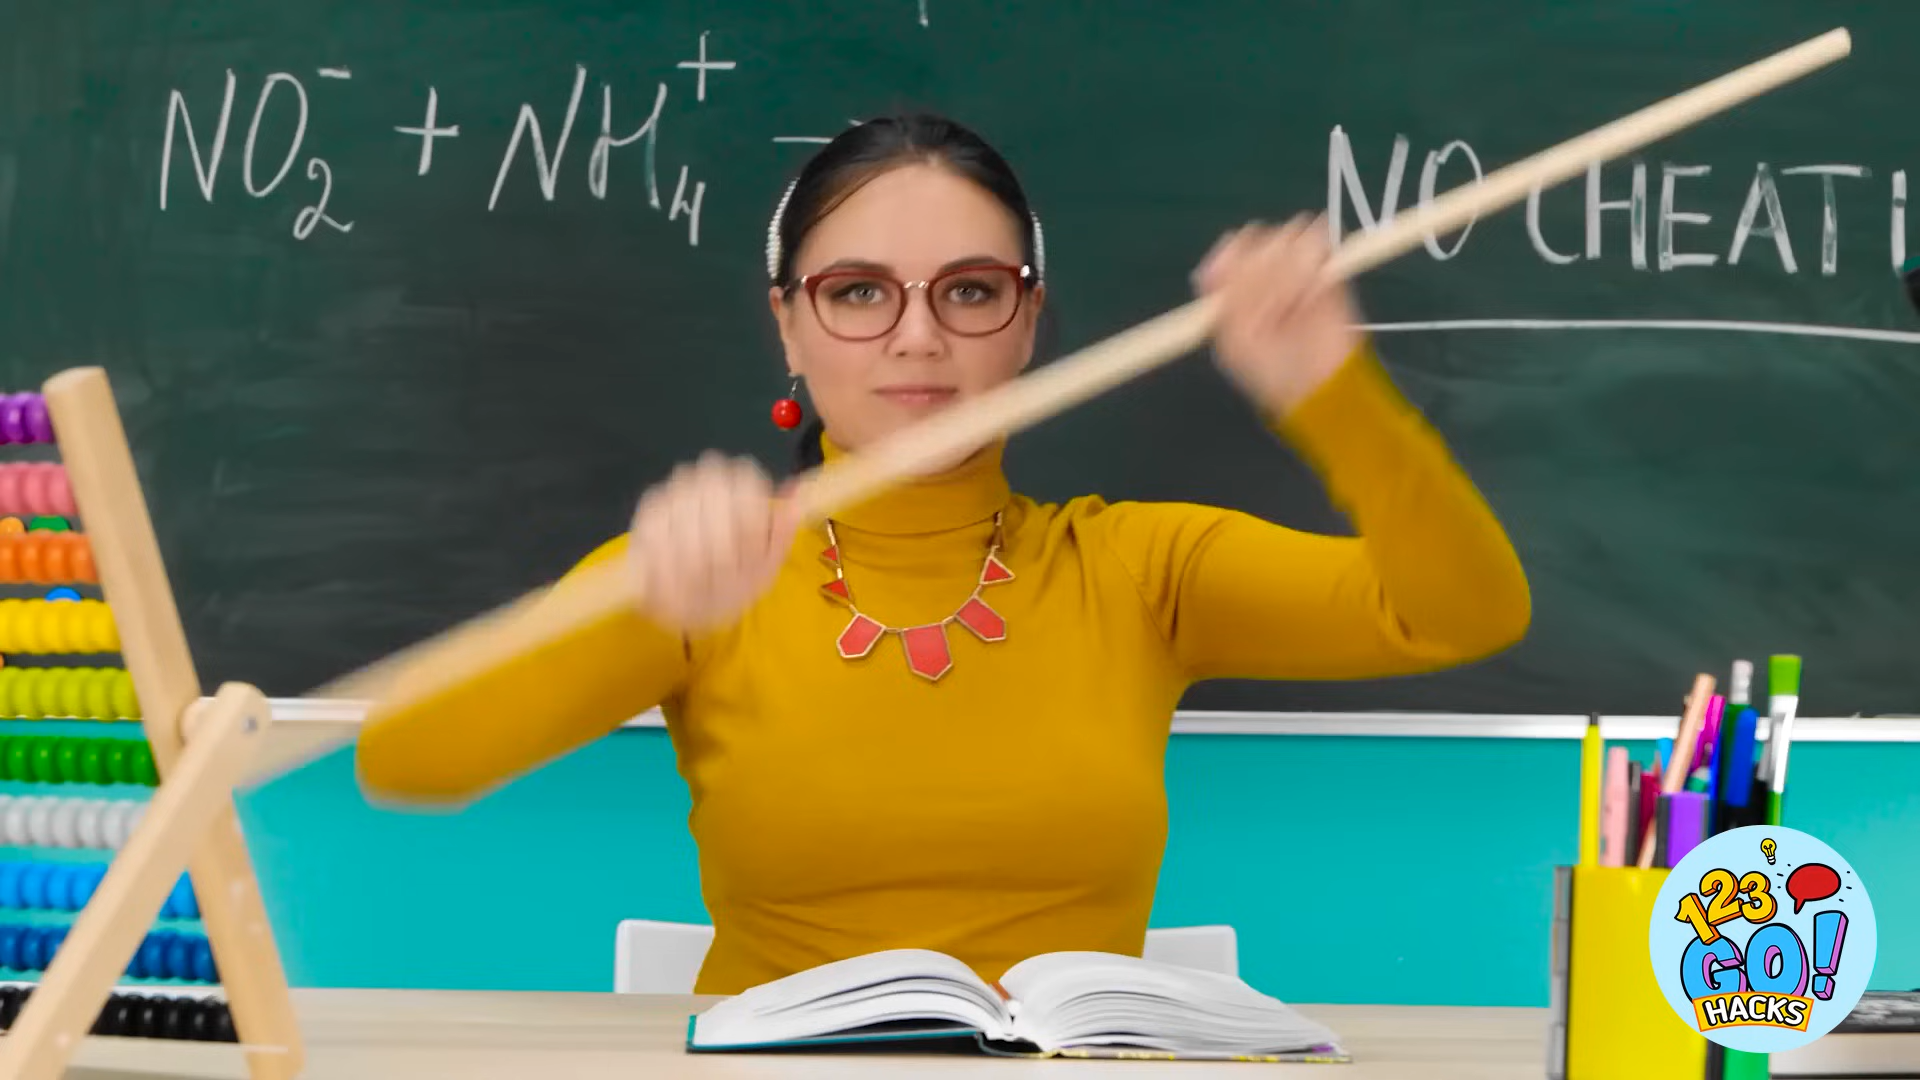 NO₂⁻ + NH₄⁺ →
NO CHEATI
123
GO!
HACKS